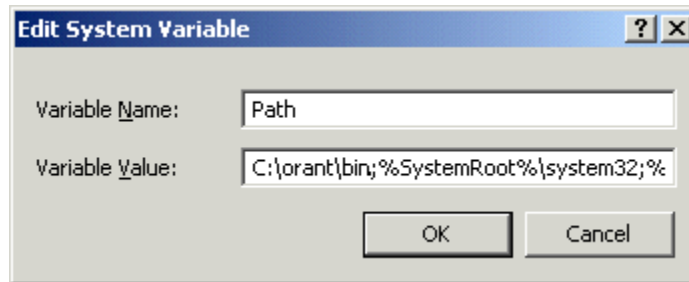 Edit System Variable
Variable Name: Path
Variable Value: C:\orant\bin;%SystemRoot%\system32;%
OK Cancel